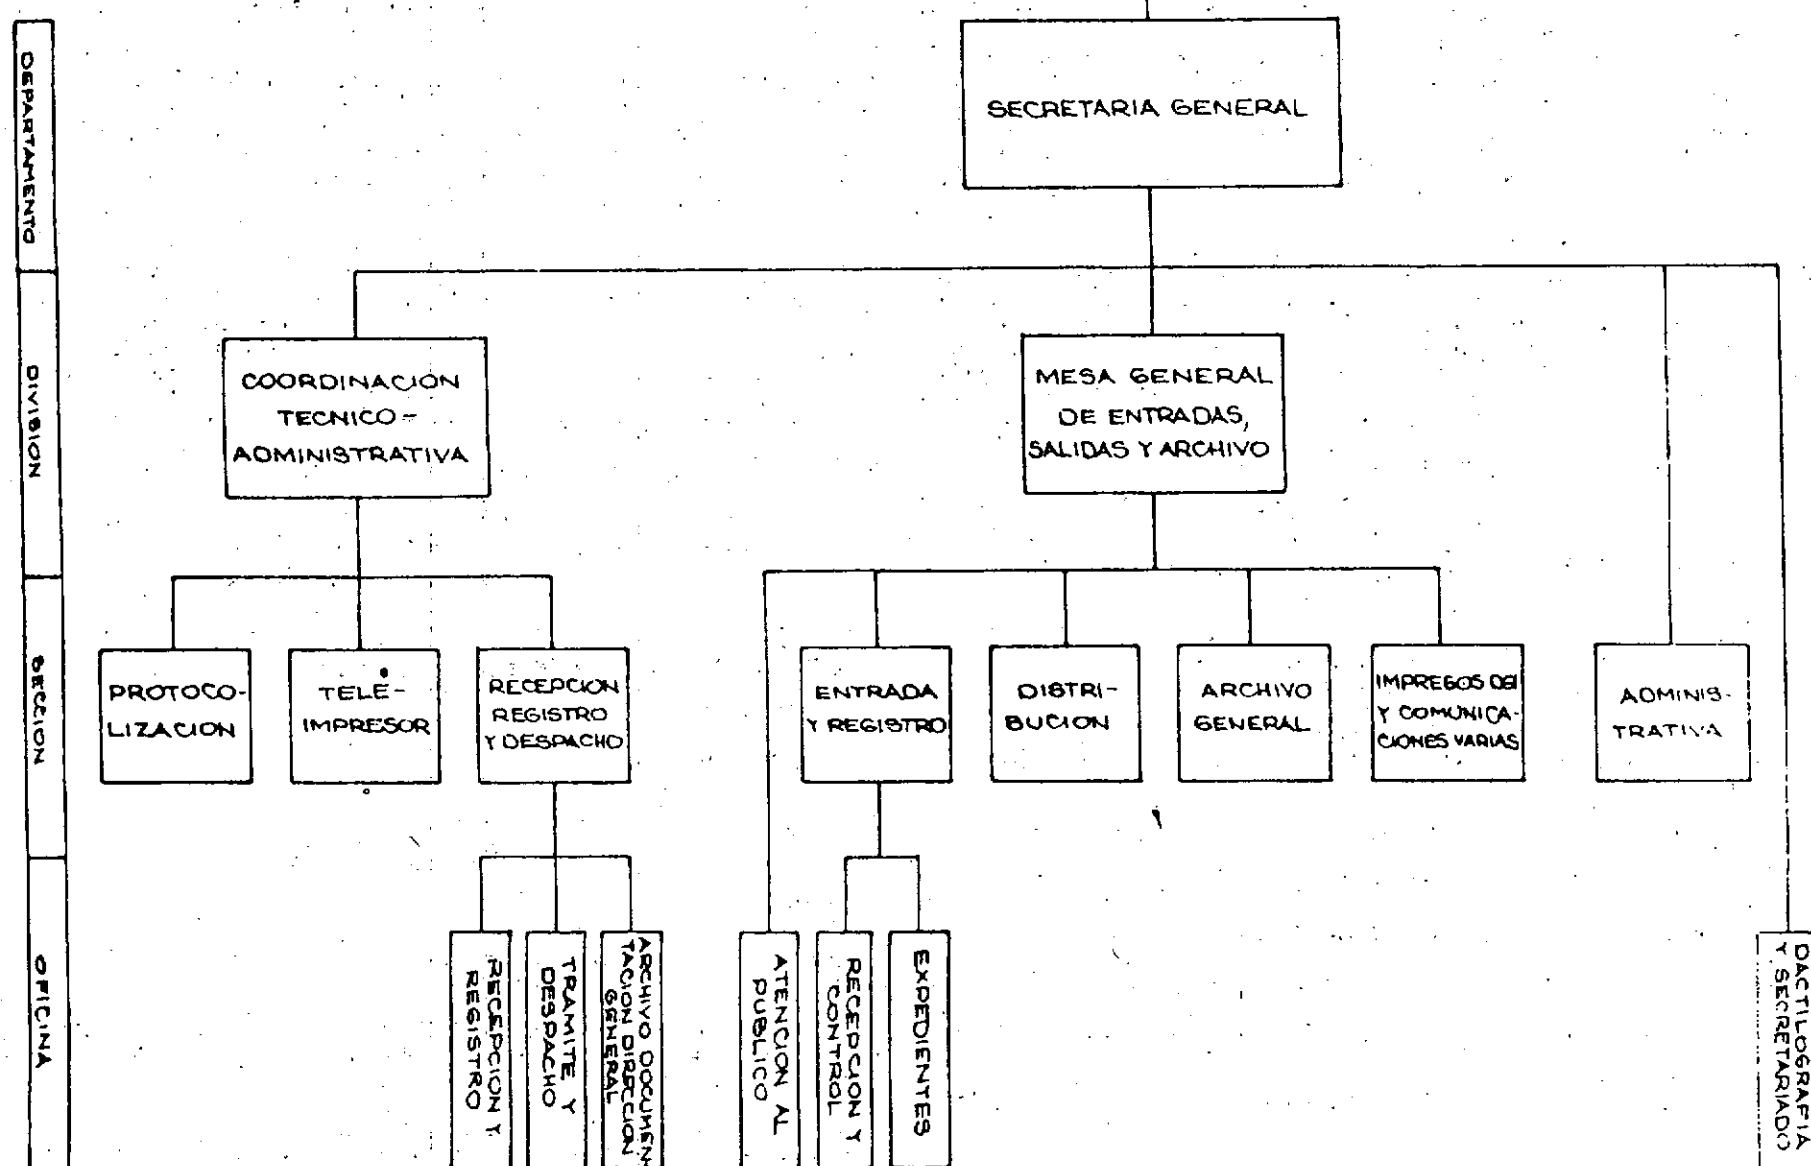 DEPARTAMENTO
SECRETARIA GENERAL
DIVISION
COORDINACION
TECNICO-
ADMINISTRATIVA
MESA GENERAL
DE ENTRADAS,
SALIDAS Y ARCHIVO
SECCION
PROTOCO-
LIZACION
TELE-
IMPRESOR
RECEPCION
REGISTRO
Y DESPACHO
ENTRADA
Y REGISTRO
DISTRI-
BUCION
ARCHIVO
GENERAL
IMPRESOS
Y COMUNICA-
CIONES VARIAS
ADMINIS-
TRATIVA
OFICINA
RECEPCION Y
REGISTRO
TRAMITE Y
DESPACHO
ARCHIVO DOCUMEN-
TACION DIRECCION
GENERAL
ATENCION AL
PUBLICO
RECEPCION Y
CONTROL
EXPEDIENTES
DACTILOGRAFIA
Y SECRETARIADO